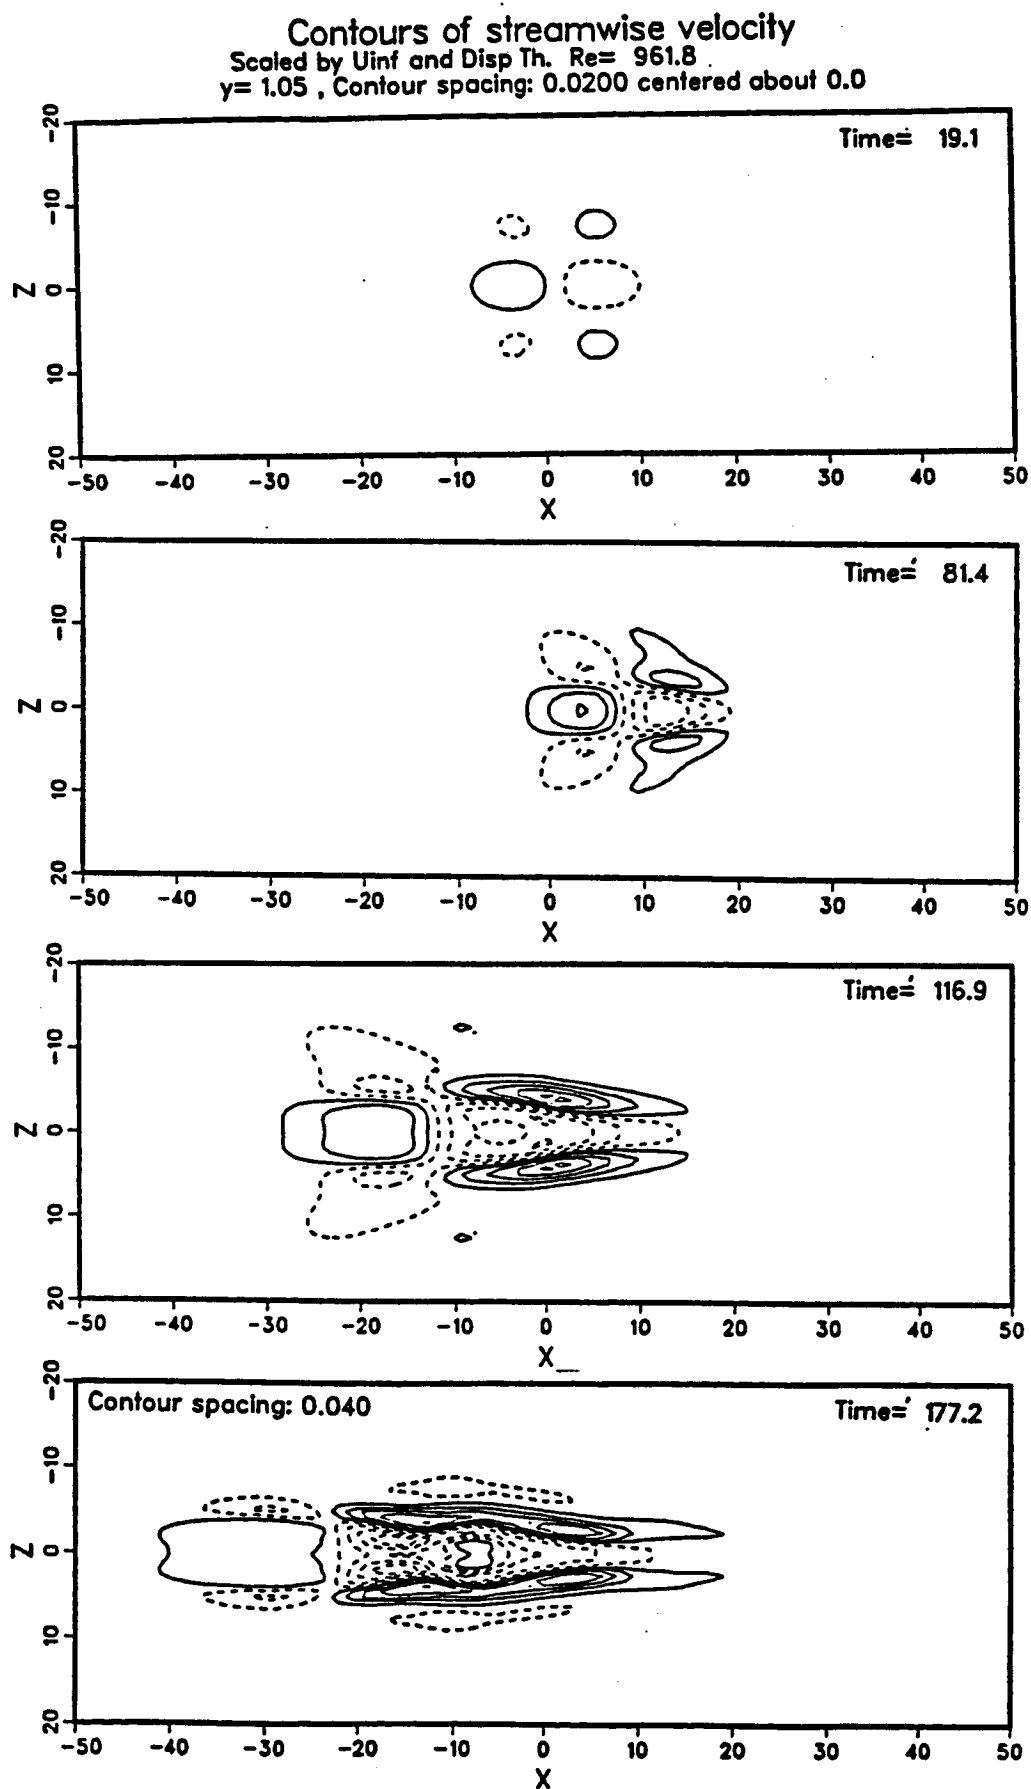 Contours of streamwise velocity
Scaled by Uinf and Disp Th. Re= 961.8
y= 1.05 , Contour spacing: 0.0200 centered about 0.0
Time= 19.1
-20
-10
0
10
20
Z
-50 -40 -30 -20 -10 0 10 20 30 40 50
X
Time= 81.4
-20
-10
0
10
20
Z
-50 -40 -30 -20 -10 0 10 20 30 40 50
X
Time= 116.9
-20
-10
0
10
20
Z
-50 -40 -30 -20 -10 0 10 20 30 40 50
X
Contour spacing: 0.040 Time= 177.2
-20
-10
0
10
20
Z
-50 -40 -30 -20 -10 0 10 20 30 40 50
X